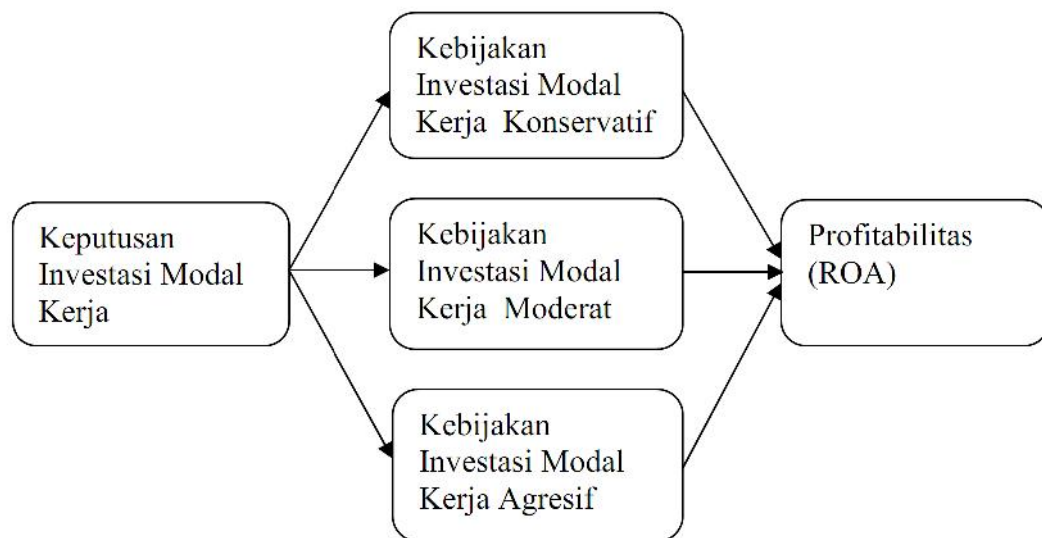 Kebijakan
Investasi Modal
Kerja Konservatif
Keputusan
Investasi Modal
Kerja
Kebijakan
Investasi Modal
Kerja Moderat
Profitabilitas
(ROA)
Kebijakan
Investasi Modal
Kerja Agresif